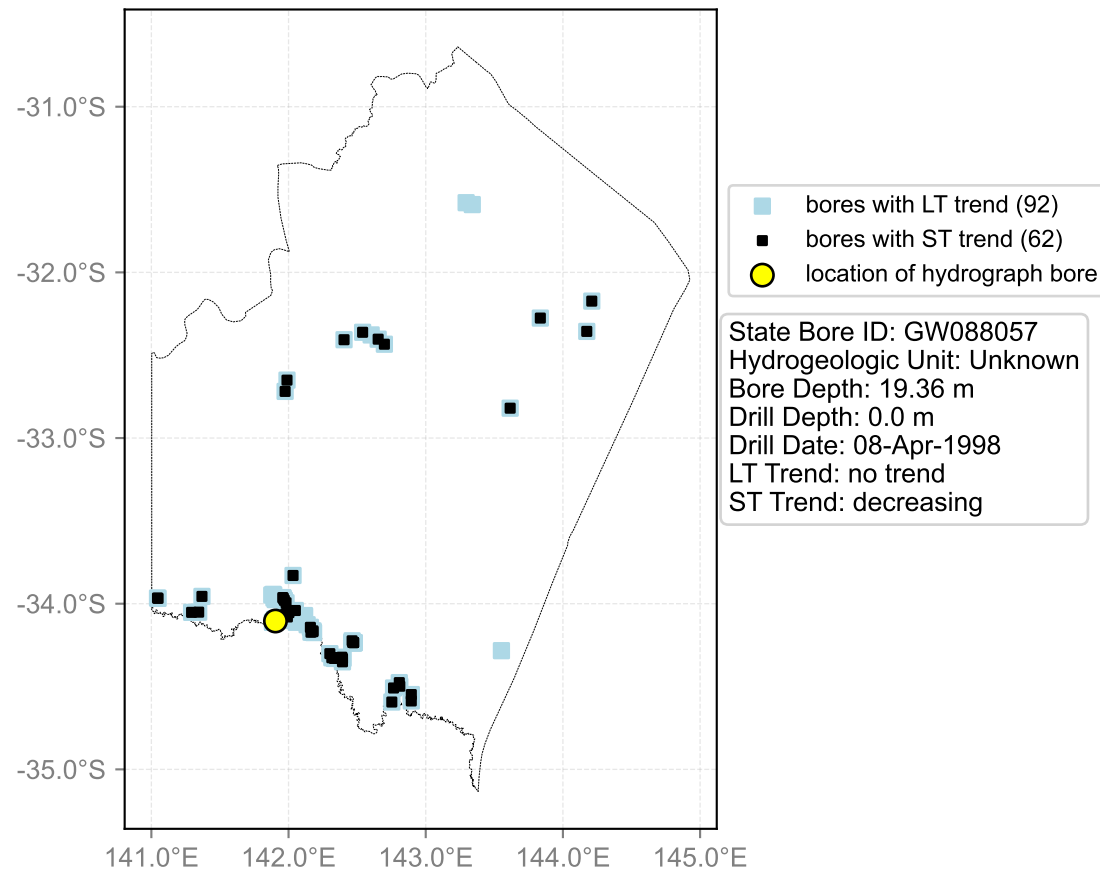 -31.0°S
-32.0°S
-33.0°S
-34.0°S
-35.0°S
141.0°E 142.0°E 143.0°E 144.0°E 145.0°E
bores with LT trend (92)
bores with ST trend (62)
location of hydrograph bore
State Bore ID: GW088057
Hydrogeologic Unit: Unknown
Bore Depth: 19.36 m
Drill Depth: 0.0 m
Drill Date: 08-Apr-1998
LT Trend: no trend
ST Trend: decreasing